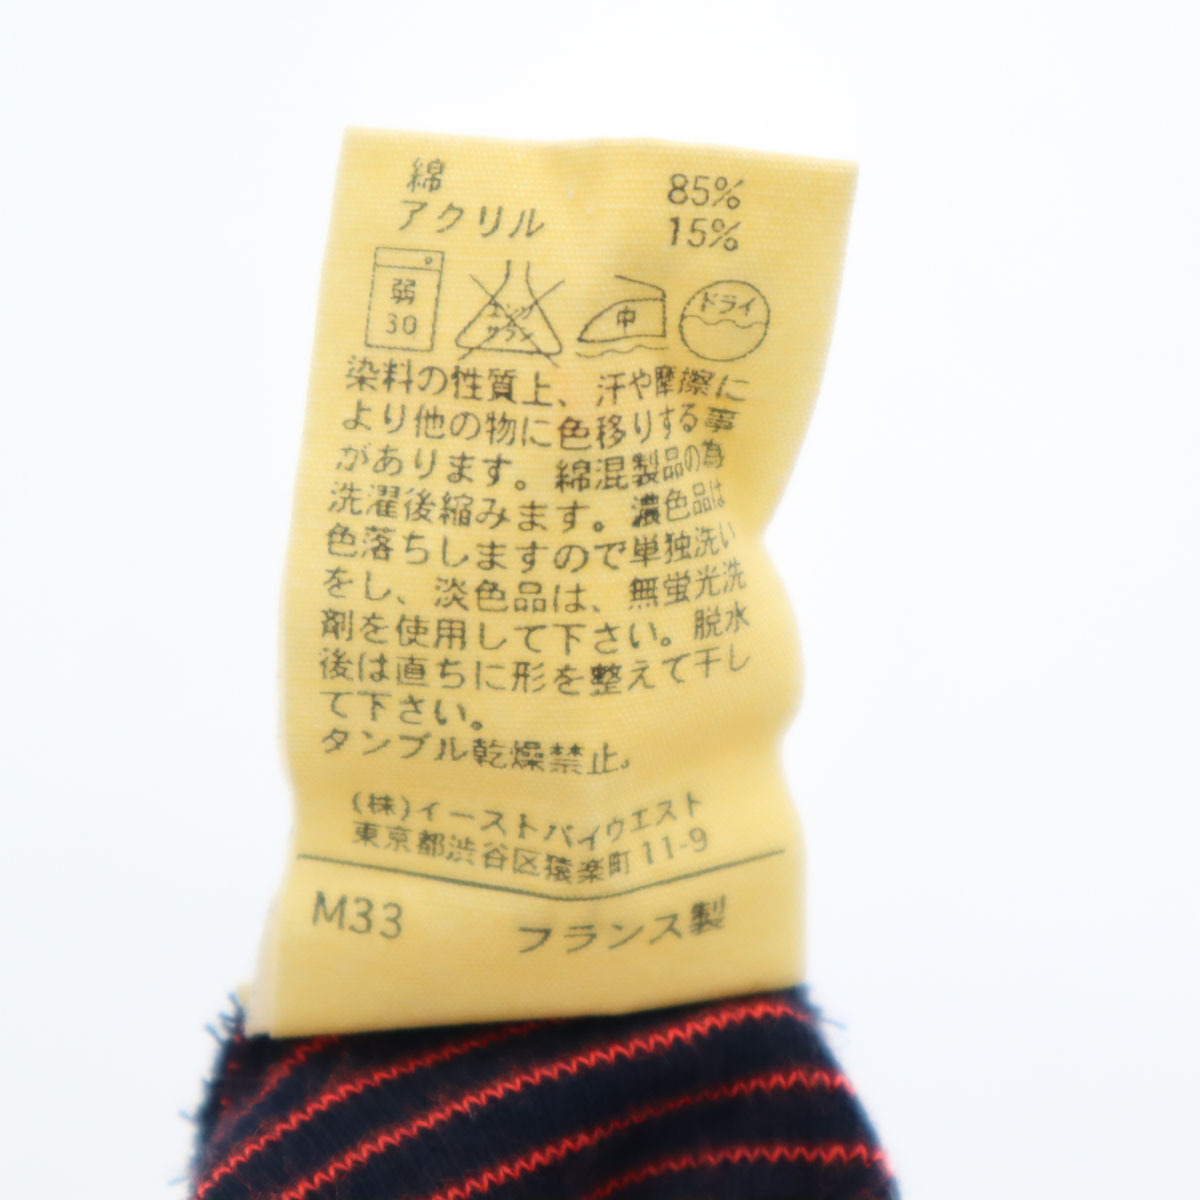 綿 85%
アクリル 15%
弱 30 エンソ サラシ 中 ドライ
染料の性質上、汗や摩擦に
より他の物に色移りする事
があります。綿混製品の為
洗濯後縮みます。濃色品は
色落ちしますので単独洗い
をし、淡色品は、無蛍光洗
剤を使用して下さい。脱水
後は直ちに形を整えて干し
て下さい。
タンブル乾燥禁止。
(株)イーストバイウエスト
東京都渋谷区猿楽町 11-9
M33 フランス製